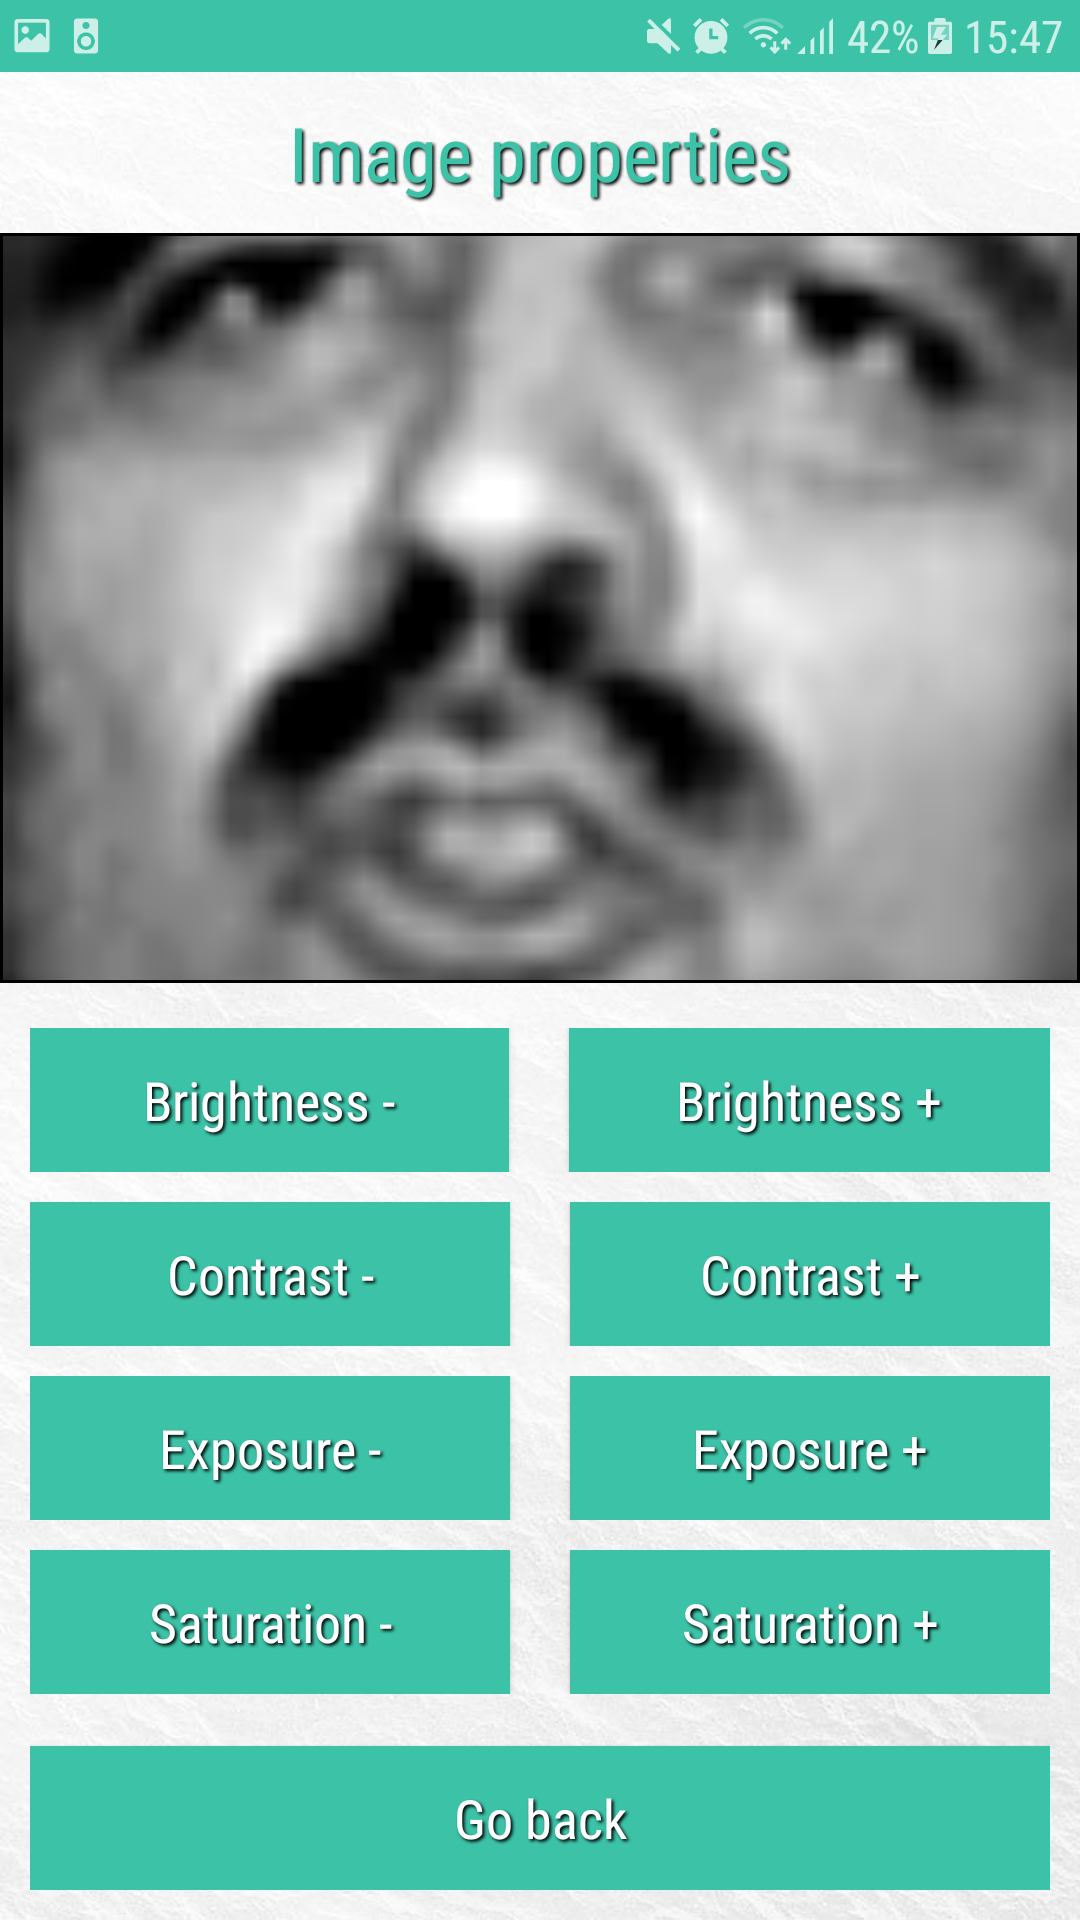 42% 15:47
Image properties
Brightness - Brightness +
Contrast - Contrast +
Exposure - Exposure +
Saturation - Saturation +
Go back